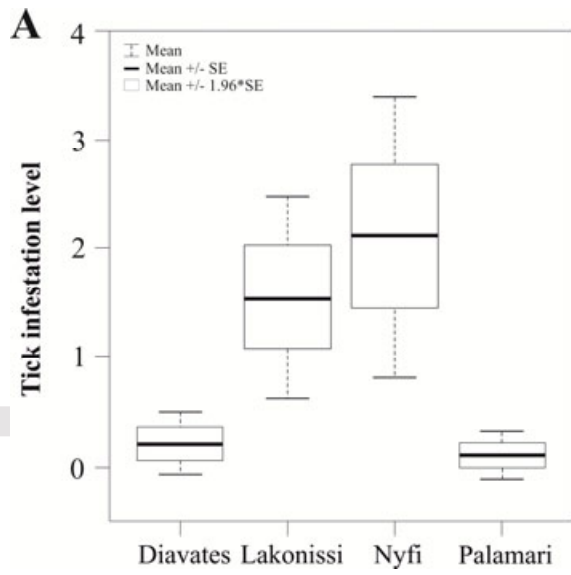 A
4
Mean
Mean +/- SE
Mean +/- 1.96*SE
3
2
1
0
Tick infestation level
Diavates Lakonissi Nyfi Palamari